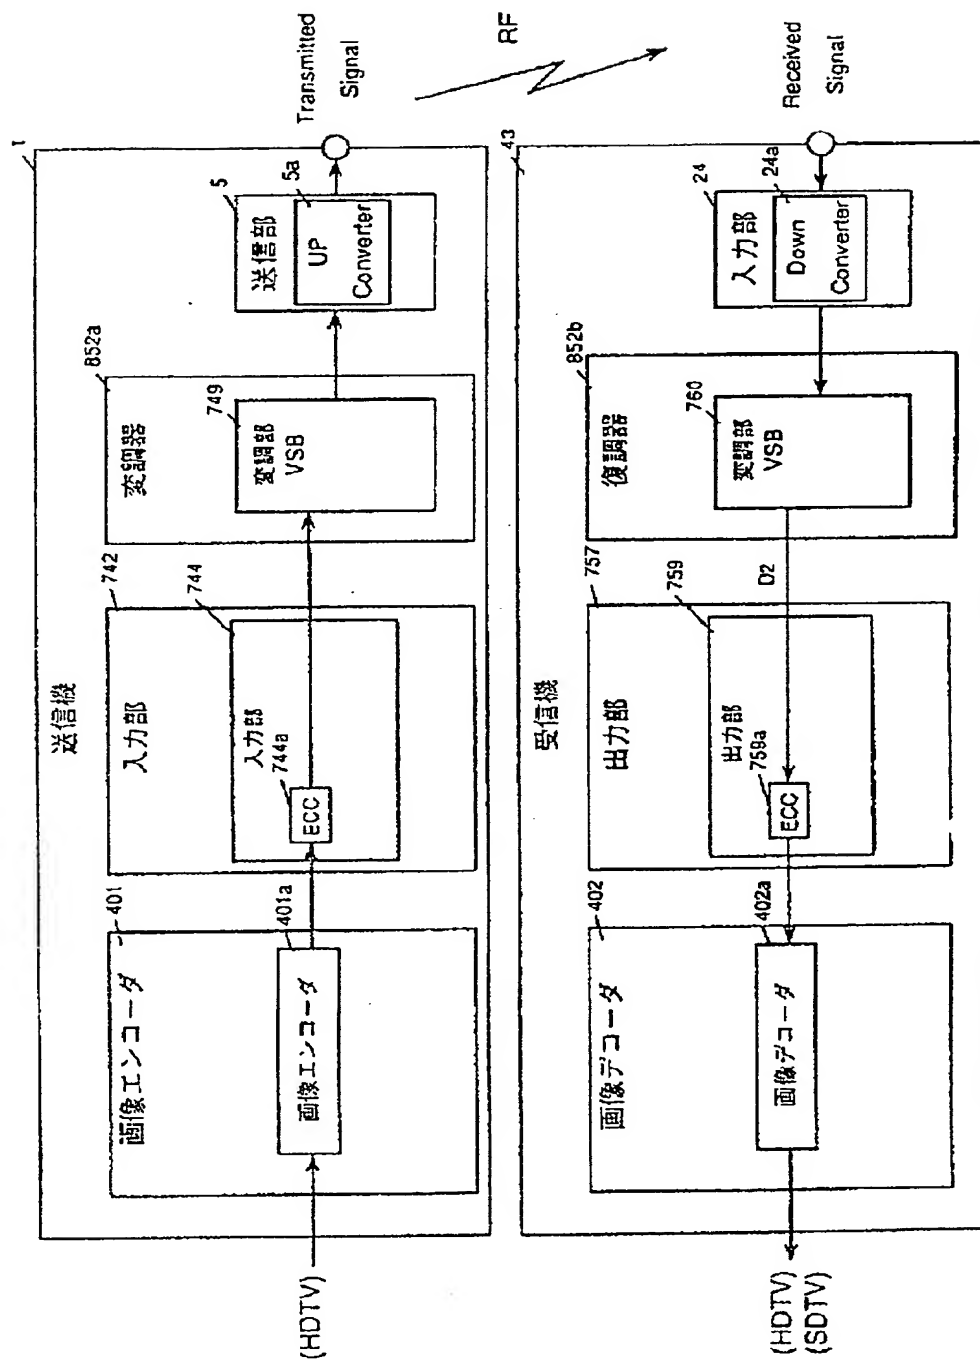 送信機
1
画像エンコーダ
401
画像エンコーダ
401a
入力部
742
入力部
744
744a
ECC
変調器
852a
変調部
VSB
749
送信部
5
UP
Converter
5a
Transmitted
Signal
(HDTV)
RF
受信機
43
画像デコーダ
402
画像デコーダ
402a
出力部
757
出力部
759
759a
ECC
D2
復調器
852b
変調部
VSB
760
入力部
24
Down
Converter
24a
Received
Signal
(HDTV)
(SDTV)